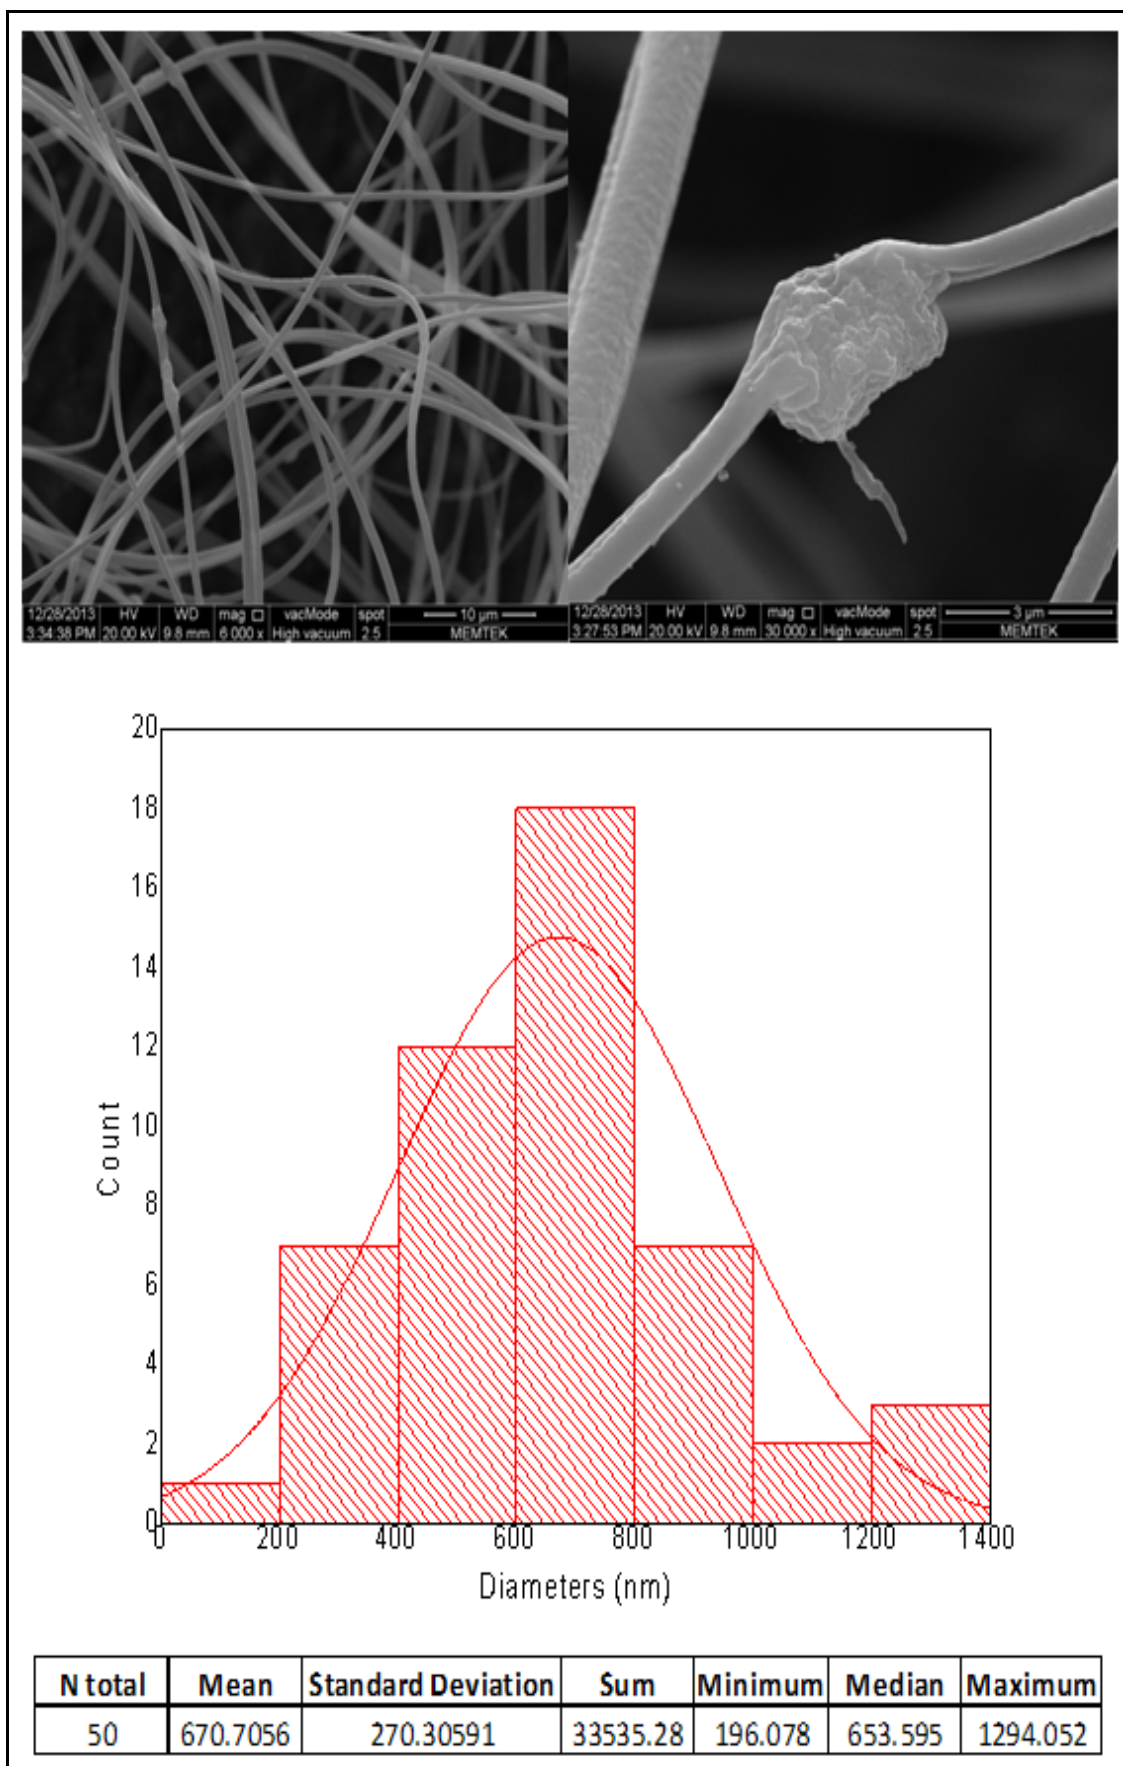 12/28/2013 HV WD mag □ vacMode spot 10 µm
3:34:38 PM 20.00 kV 9.8 mm 6 000 x High vacuum 2.5 MEMTEK
12/28/2013 HV WD mag □ vacMode spot 3 µm
3:27:53 PM 20.00 kV 9.8 mm 30 000 x High vacuum 2.5 MEMTEK
20
18
16
14
12
10
8
6
4
2
0
Count
0 200 400 600 800 1000 1200 1400
Diameters (nm)
N total Mean Standard Deviation Sum Minimum Median Maximum
50 670.7056 270.30591 33535.28 196.078 653.595 1294.052